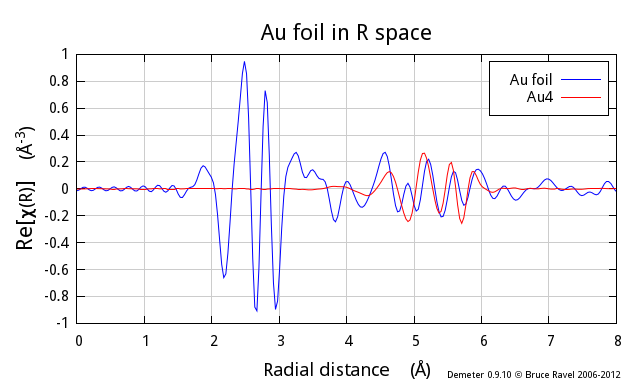 Au foil in R space
Au foil
Au4
Re[χ(R)] (Å-3)
1
0.8
0.6
0.4
0.2
0
-0.2
-0.4
-0.6
-0.8
-1
0 1 2 3 4 5 6 7 8
Radial distance (Å)
Demeter 0.9.10 © Bruce Ravel 2006-2012